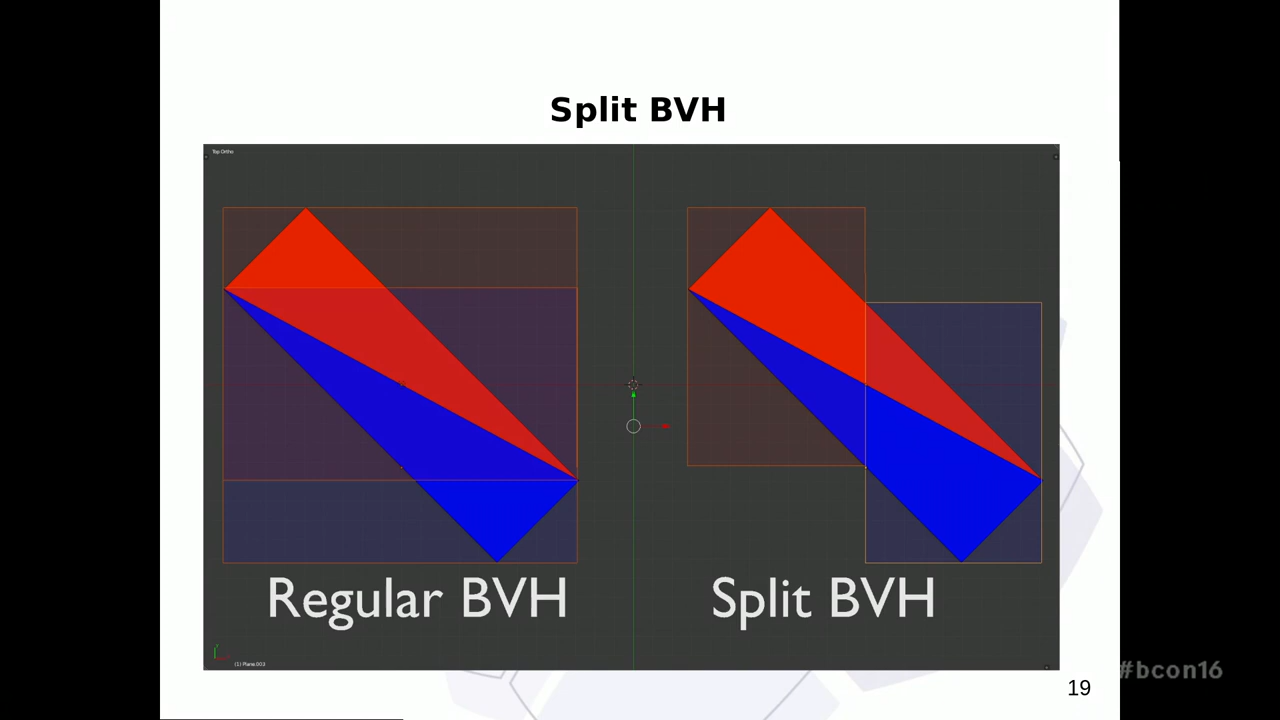 Split BVH
Top Ortho
Regular BVH
Split BVH
(1) Plane.003
19
#bcon16